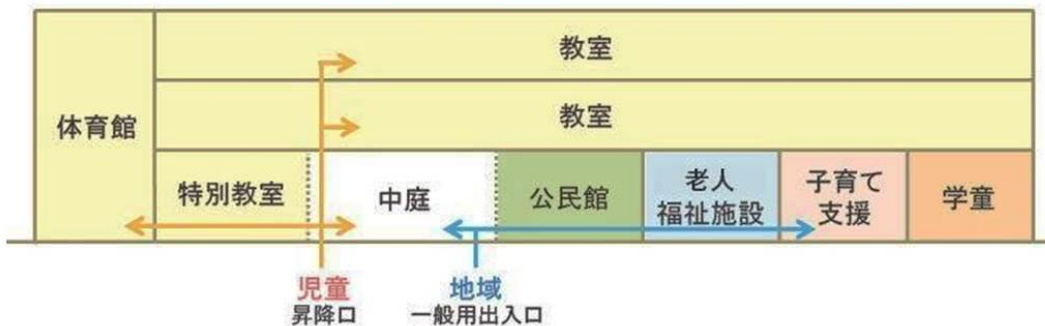 教室
教室
体育館
特別教室
中庭
公民館
老人
福祉施設
子育て
支援
学童
児童
昇降口
地域
一般用出入口